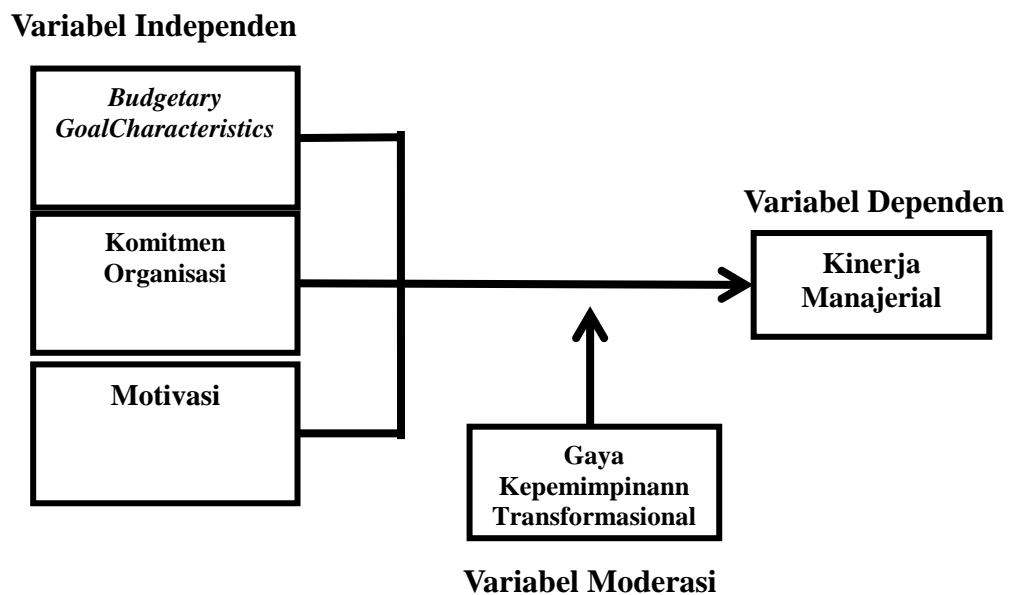 Variabel Independen
Budgetary
GoalCharacteristics
Komitmen
Organisasi
Motivasi
Variabel Dependen
Kinerja
Manajerial
Gaya
Kepemimpinann
Transformasional
Variabel Moderasi